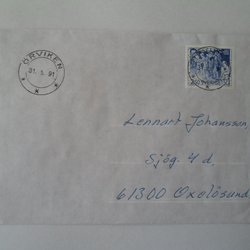 ÖRVIKEN
31. 5. 91
Lennart Johansson
Sjög. 4 d.
61300 Oxelösund